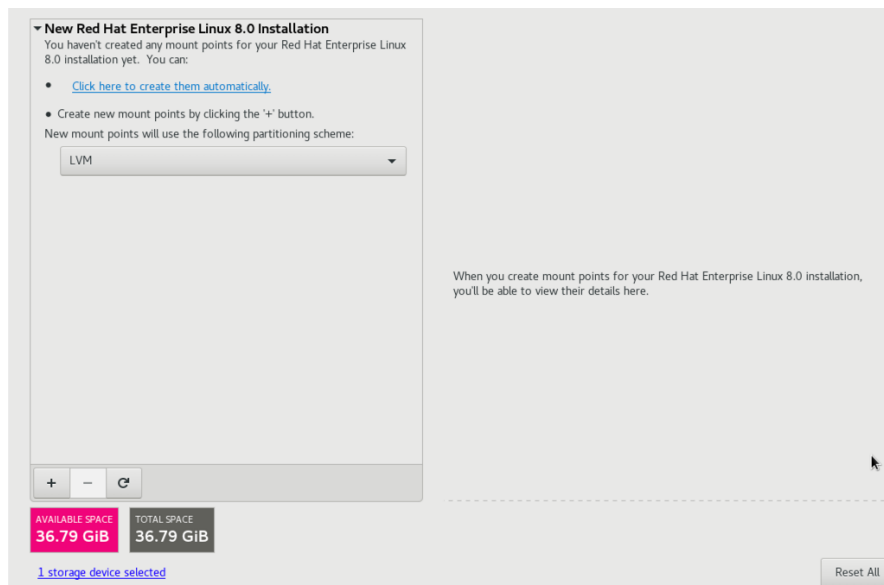 New Red Hat Enterprise Linux 8.0 Installation
You haven't created any mount points for your Red Hat Enterprise Linux
8.0 installation yet. You can:
• Click here to create them automatically.
• Create new mount points by clicking the '+' button.
New mount points will use the following partitioning scheme:
LVM
When you create mount points for your Red Hat Enterprise Linux 8.0 installation,
you'll be able to view their details here.
+ −
AVAILABLE SPACE
36.79 GiB
TOTAL SPACE
36.79 GiB
1 storage device selected
Reset All